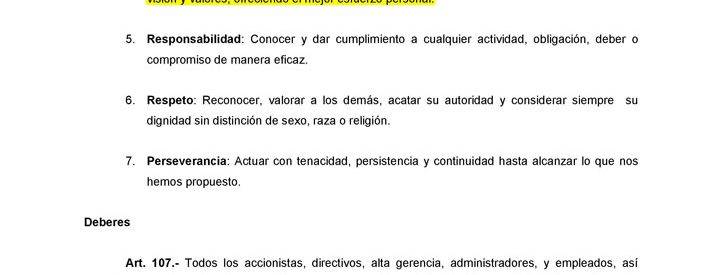 visión y valores, ofreciendo el mejor esfuerzo personal.
5. Responsabilidad: Conocer y dar cumplimiento a cualquier actividad, obligación, deber o
compromiso de manera eficaz.
6. Respeto: Reconocer, valorar a los demás, acatar su autoridad y considerar siempre su
dignidad sin distinción de sexo, raza o religión.
7. Perseverancia: Actuar con tenacidad, persistencia y continuidad hasta alcanzar lo que nos
hemos propuesto.
Deberes
Art. 107.- Todos los accionistas, directivos, alta gerencia, administradores, y empleados, así